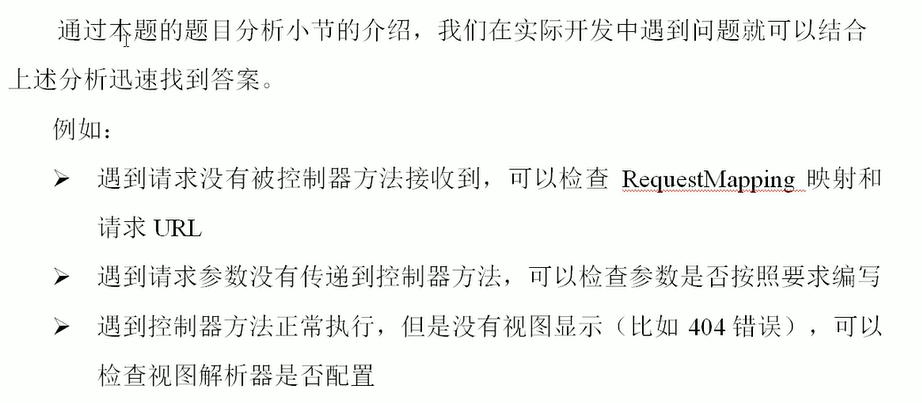 通过本题的题目分析小节的介绍，我们在实际开发中遇到问题就可以结合
上述分析迅速找到答案。
例如：
➢ 遇到请求没有被控制器方法接收到，可以检查 RequestMapping 映射和
请求 URL
➢ 遇到请求参数没有传递到控制器方法，可以检查参数是否按照要求编写
➢ 遇到控制器方法正常执行，但是没有视图显示（比如 404 错误），可以
检查视图解析器是否配置